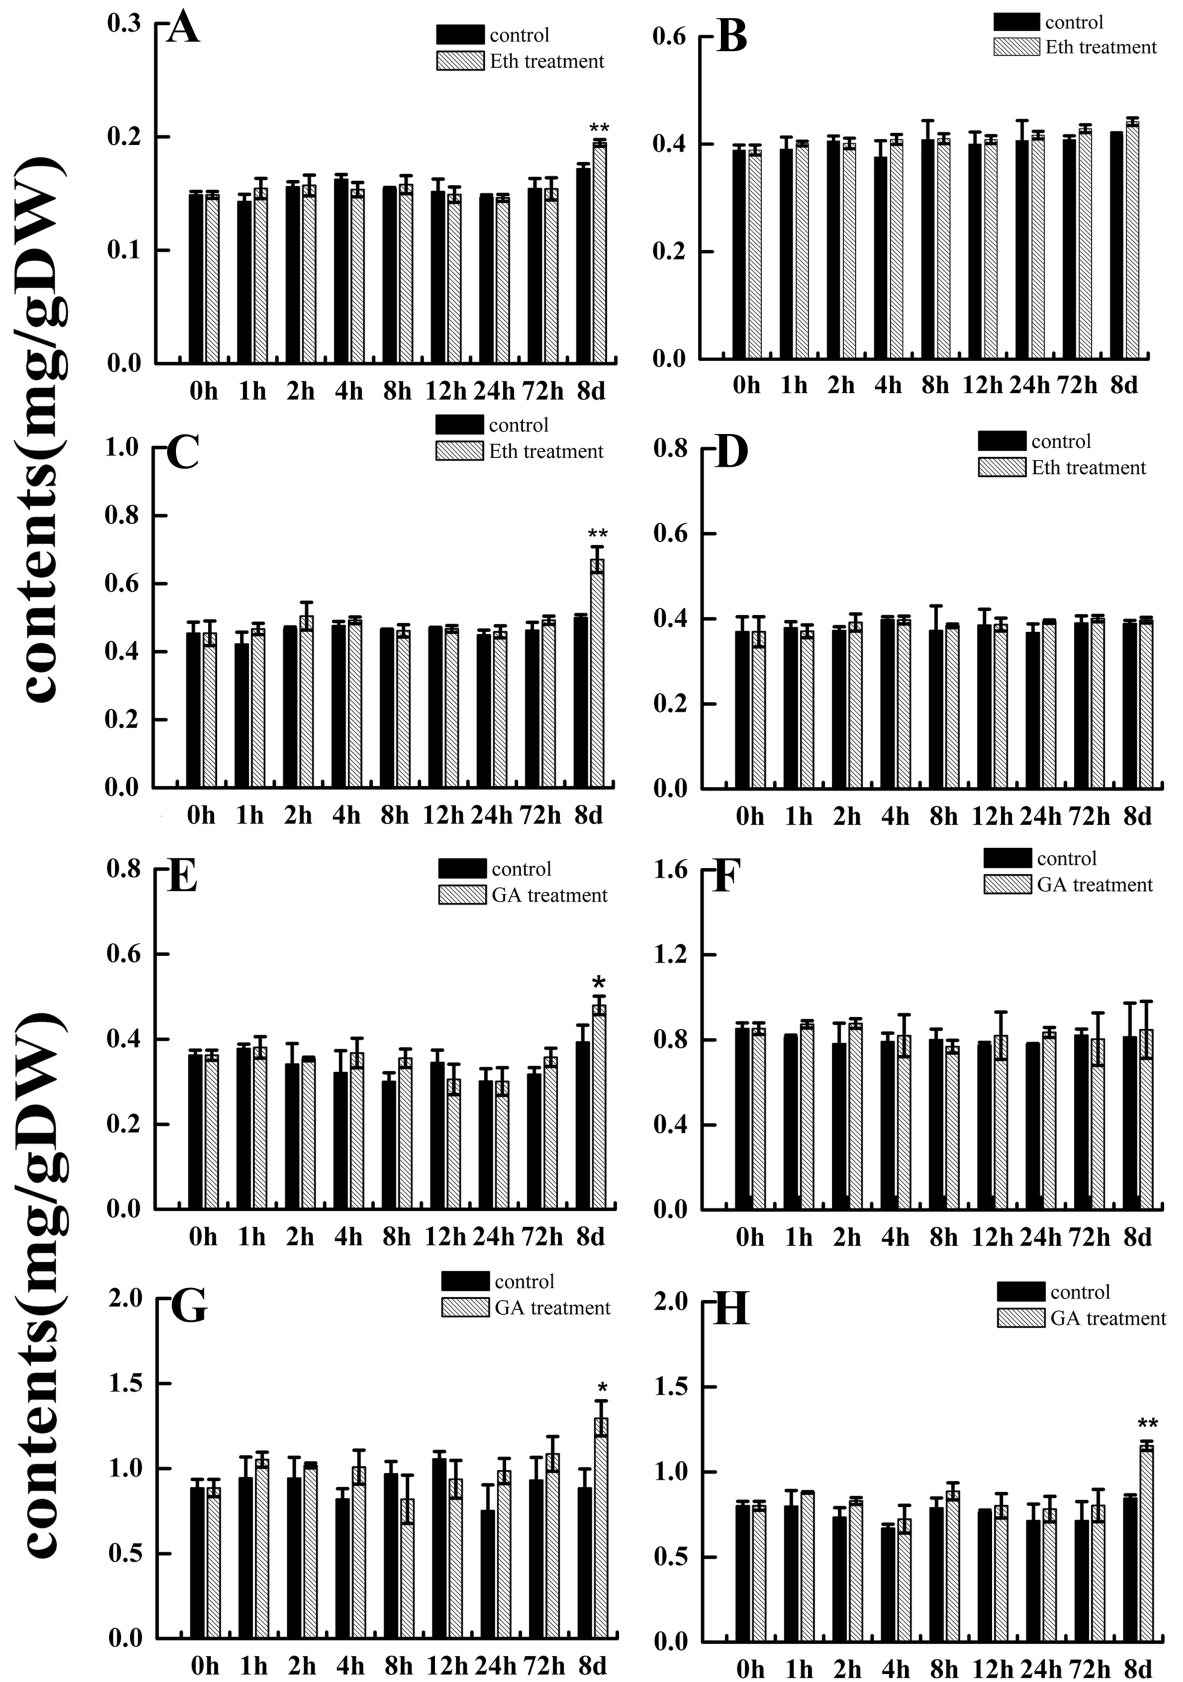 contents(mg/gDW)
A
control
Eth treatment
0.3
0.2
0.1
0.0
**
0h 1h 2h 4h 8h 12h 24h 72h 8d
B
control
Eth treatment
0.6
0.4
0.2
0.0
0h 1h 2h 4h 8h 12h 24h 72h 8d
C
control
Eth treatment
1.0
0.8
0.6
0.4
0.2
0.0
**
0h 1h 2h 4h 8h 12h 24h 72h 8d
D
control
Eth treatment
0.8
0.6
0.4
0.2
0.0
0h 1h 2h 4h 8h 12h 24h 72h 8d
contents(mg/gDW)
E
control
GA treatment
0.8
0.6
0.4
0.2
0.0
*
0h 1h 2h 4h 8h 12h 24h 72h 8d
F
control
GA treatment
1.6
1.2
0.8
0.4
0.0
0h 1h 2h 4h 8h 12h 24h 72h 8d
G
control
GA treatment
2.0
1.5
1.0
0.5
0.0
*
0h 1h 2h 4h 8h 12h 24h 72h 8d
H
control
GA treatment
2.0
1.5
1.0
0.5
0.0
**
0h 1h 2h 4h 8h 12h 24h 72h 8d